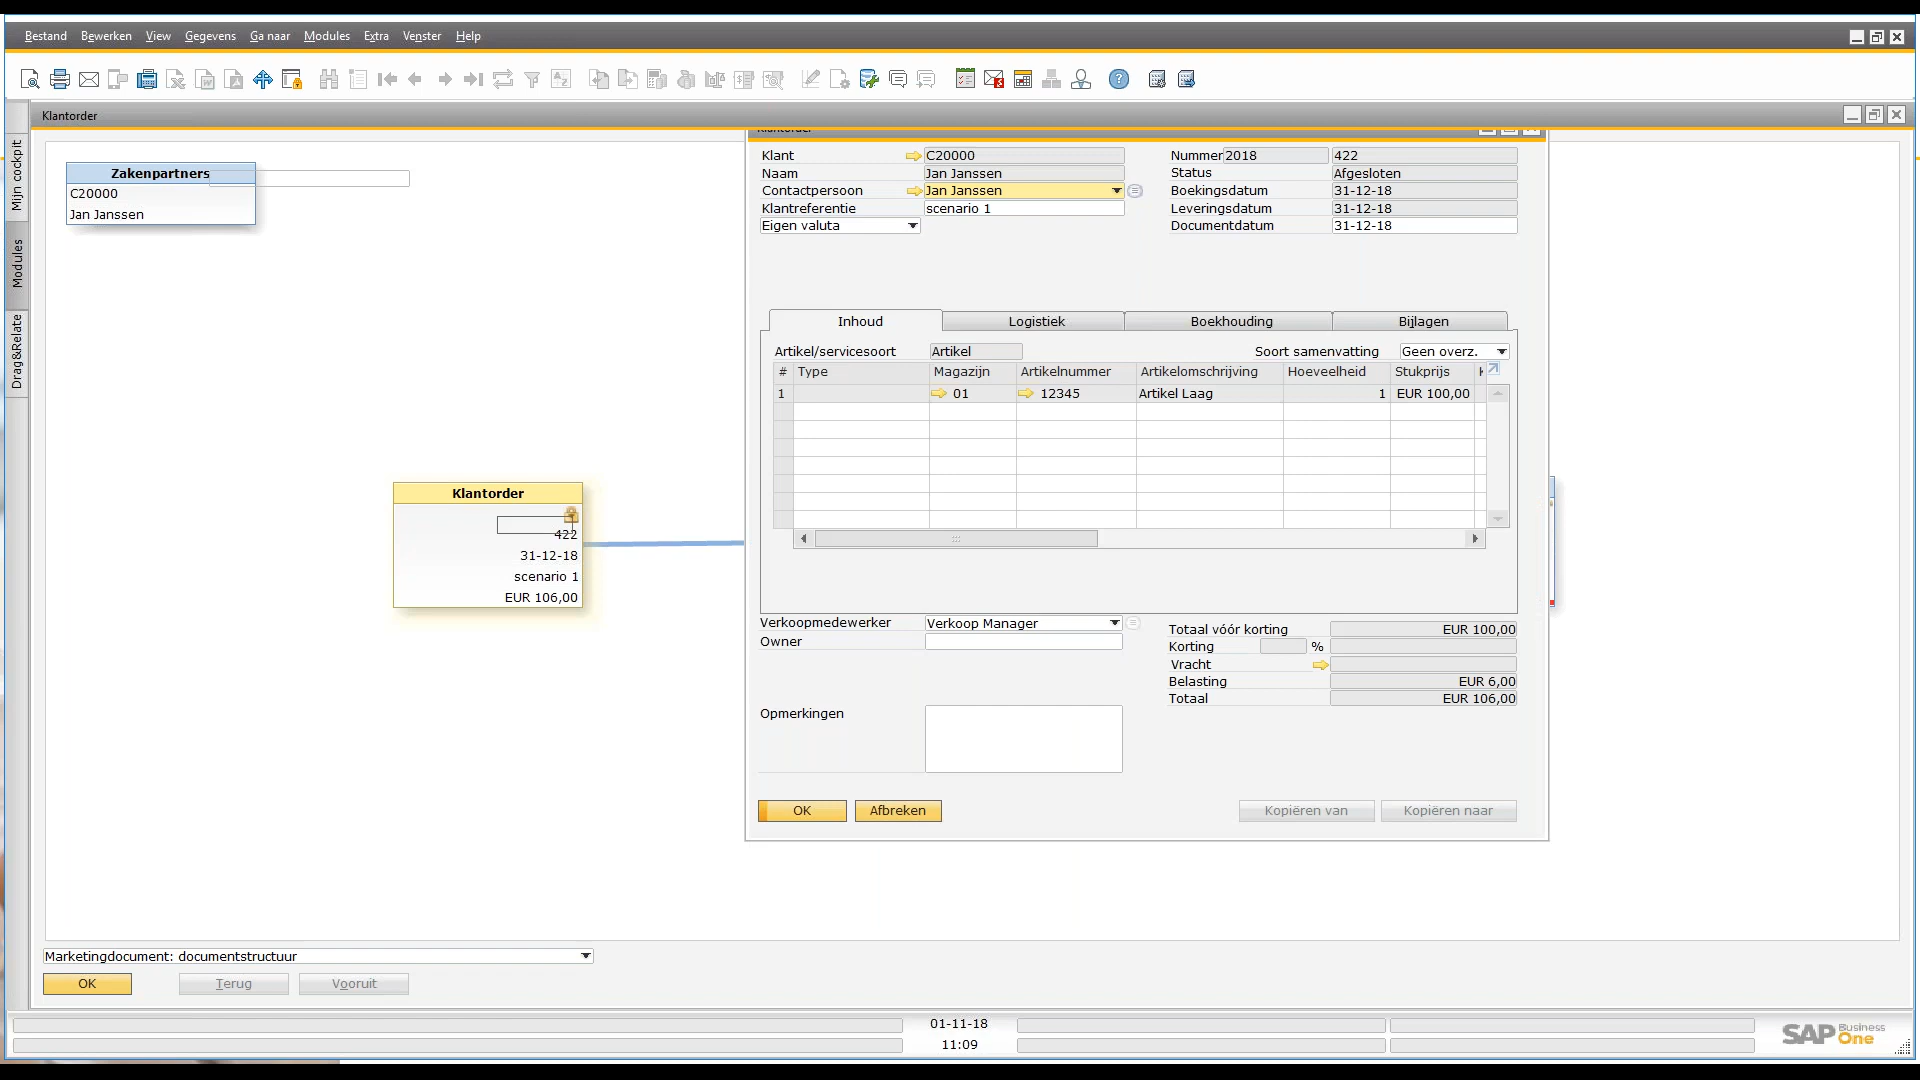 Bestand Bewerken View Gegevens Ga naar Modules Extra Venster Help
Klantorder
Mijn cockpit
Modules
Drag&Relate
Zakenpartners
C20000
Jan Janssen
Klantorder
422
31-12-18
scenario 1
EUR 106,00
Klantorder
Klant C20000 Nummer 2018 422
Naam Jan Janssen Status Afgesloten
Contactpersoon Jan Janssen Boekingsdatum 31-12-18
Klantreferentie scenario 1 Leveringsdatum 31-12-18
Eigen valuta Documentdatum 31-12-18
Inhoud Logistiek Boekhouding Bijlagen
Artikel/servicesoort Artikel Soort samenvatting Geen overz.
# Type Magazijn Artikelnummer Artikelomschrijving Hoeveelheid Stukprijs
1 01 12345 Artikel Laag 1 EUR 100,00
Verkoopmedewerker Verkoop Manager Totaal vóór korting EUR 100,00
Owner Korting %
Vracht
Belasting EUR 6,00
Totaal EUR 106,00
Opmerkingen
OK Afbreken Kopiëren van Kopiëren naar
Marketingdocument: documentstructuur
OK Terug Vooruit
01-11-18
11:09
SAP Business One